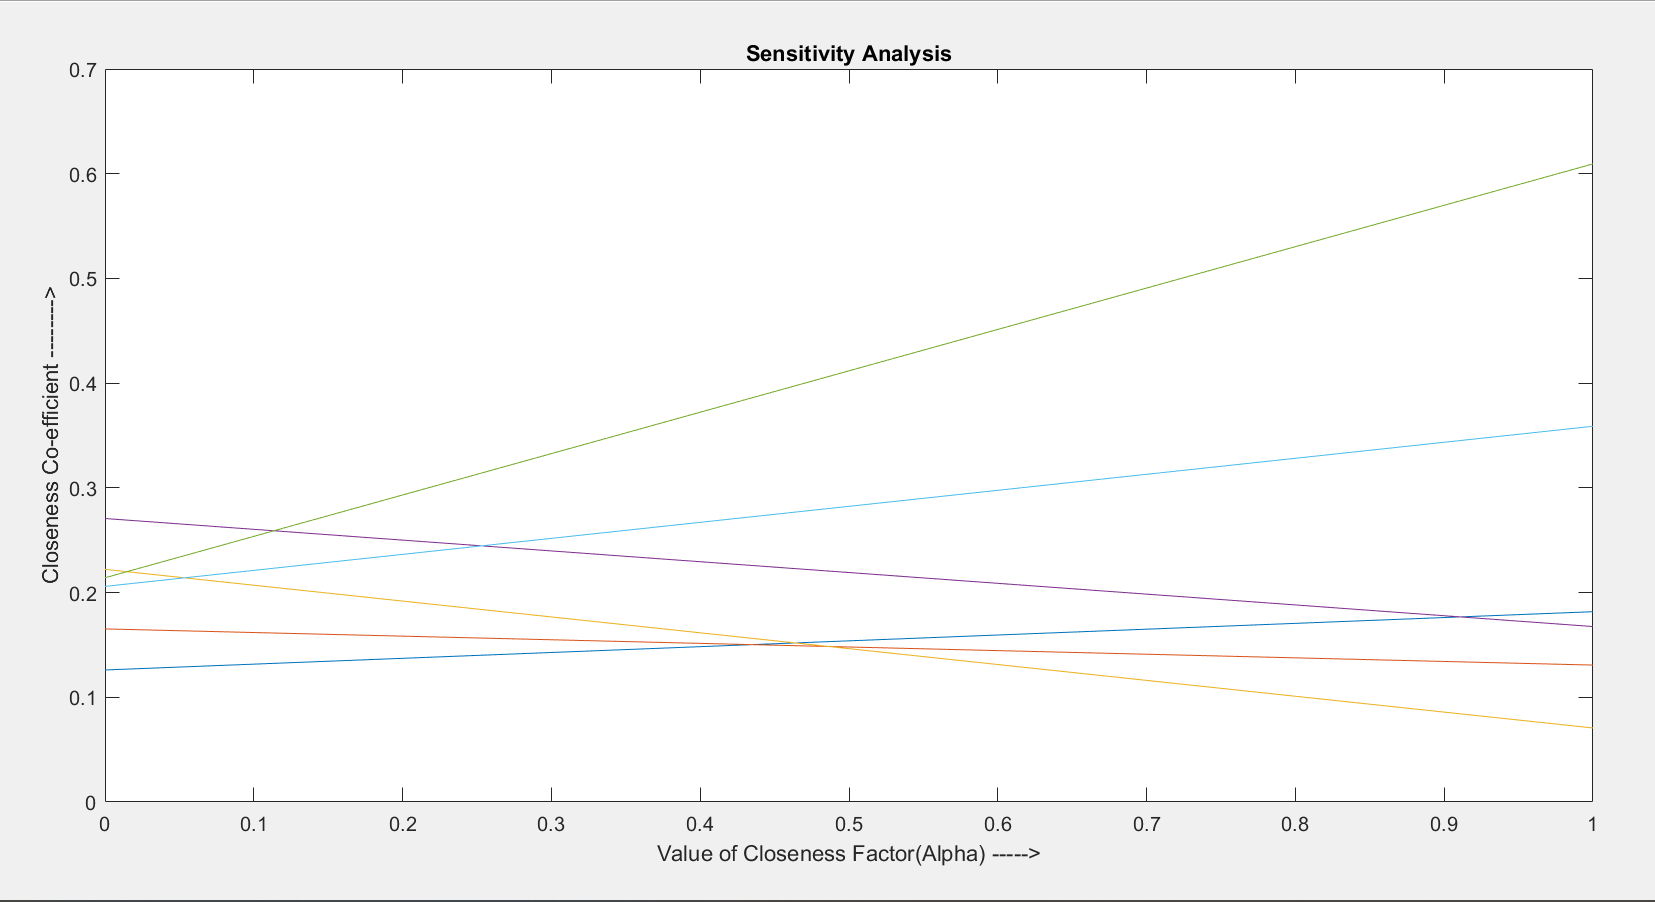 Sensitivity Analysis
0.7
0.6
0.5
0.4
0.3
0.2
0.1
0
Closeness Co-efficient ---------->
0 0.1 0.2 0.3 0.4 0.5 0.6 0.7 0.8 0.9 1
Value of Closeness Factor(Alpha) ----->